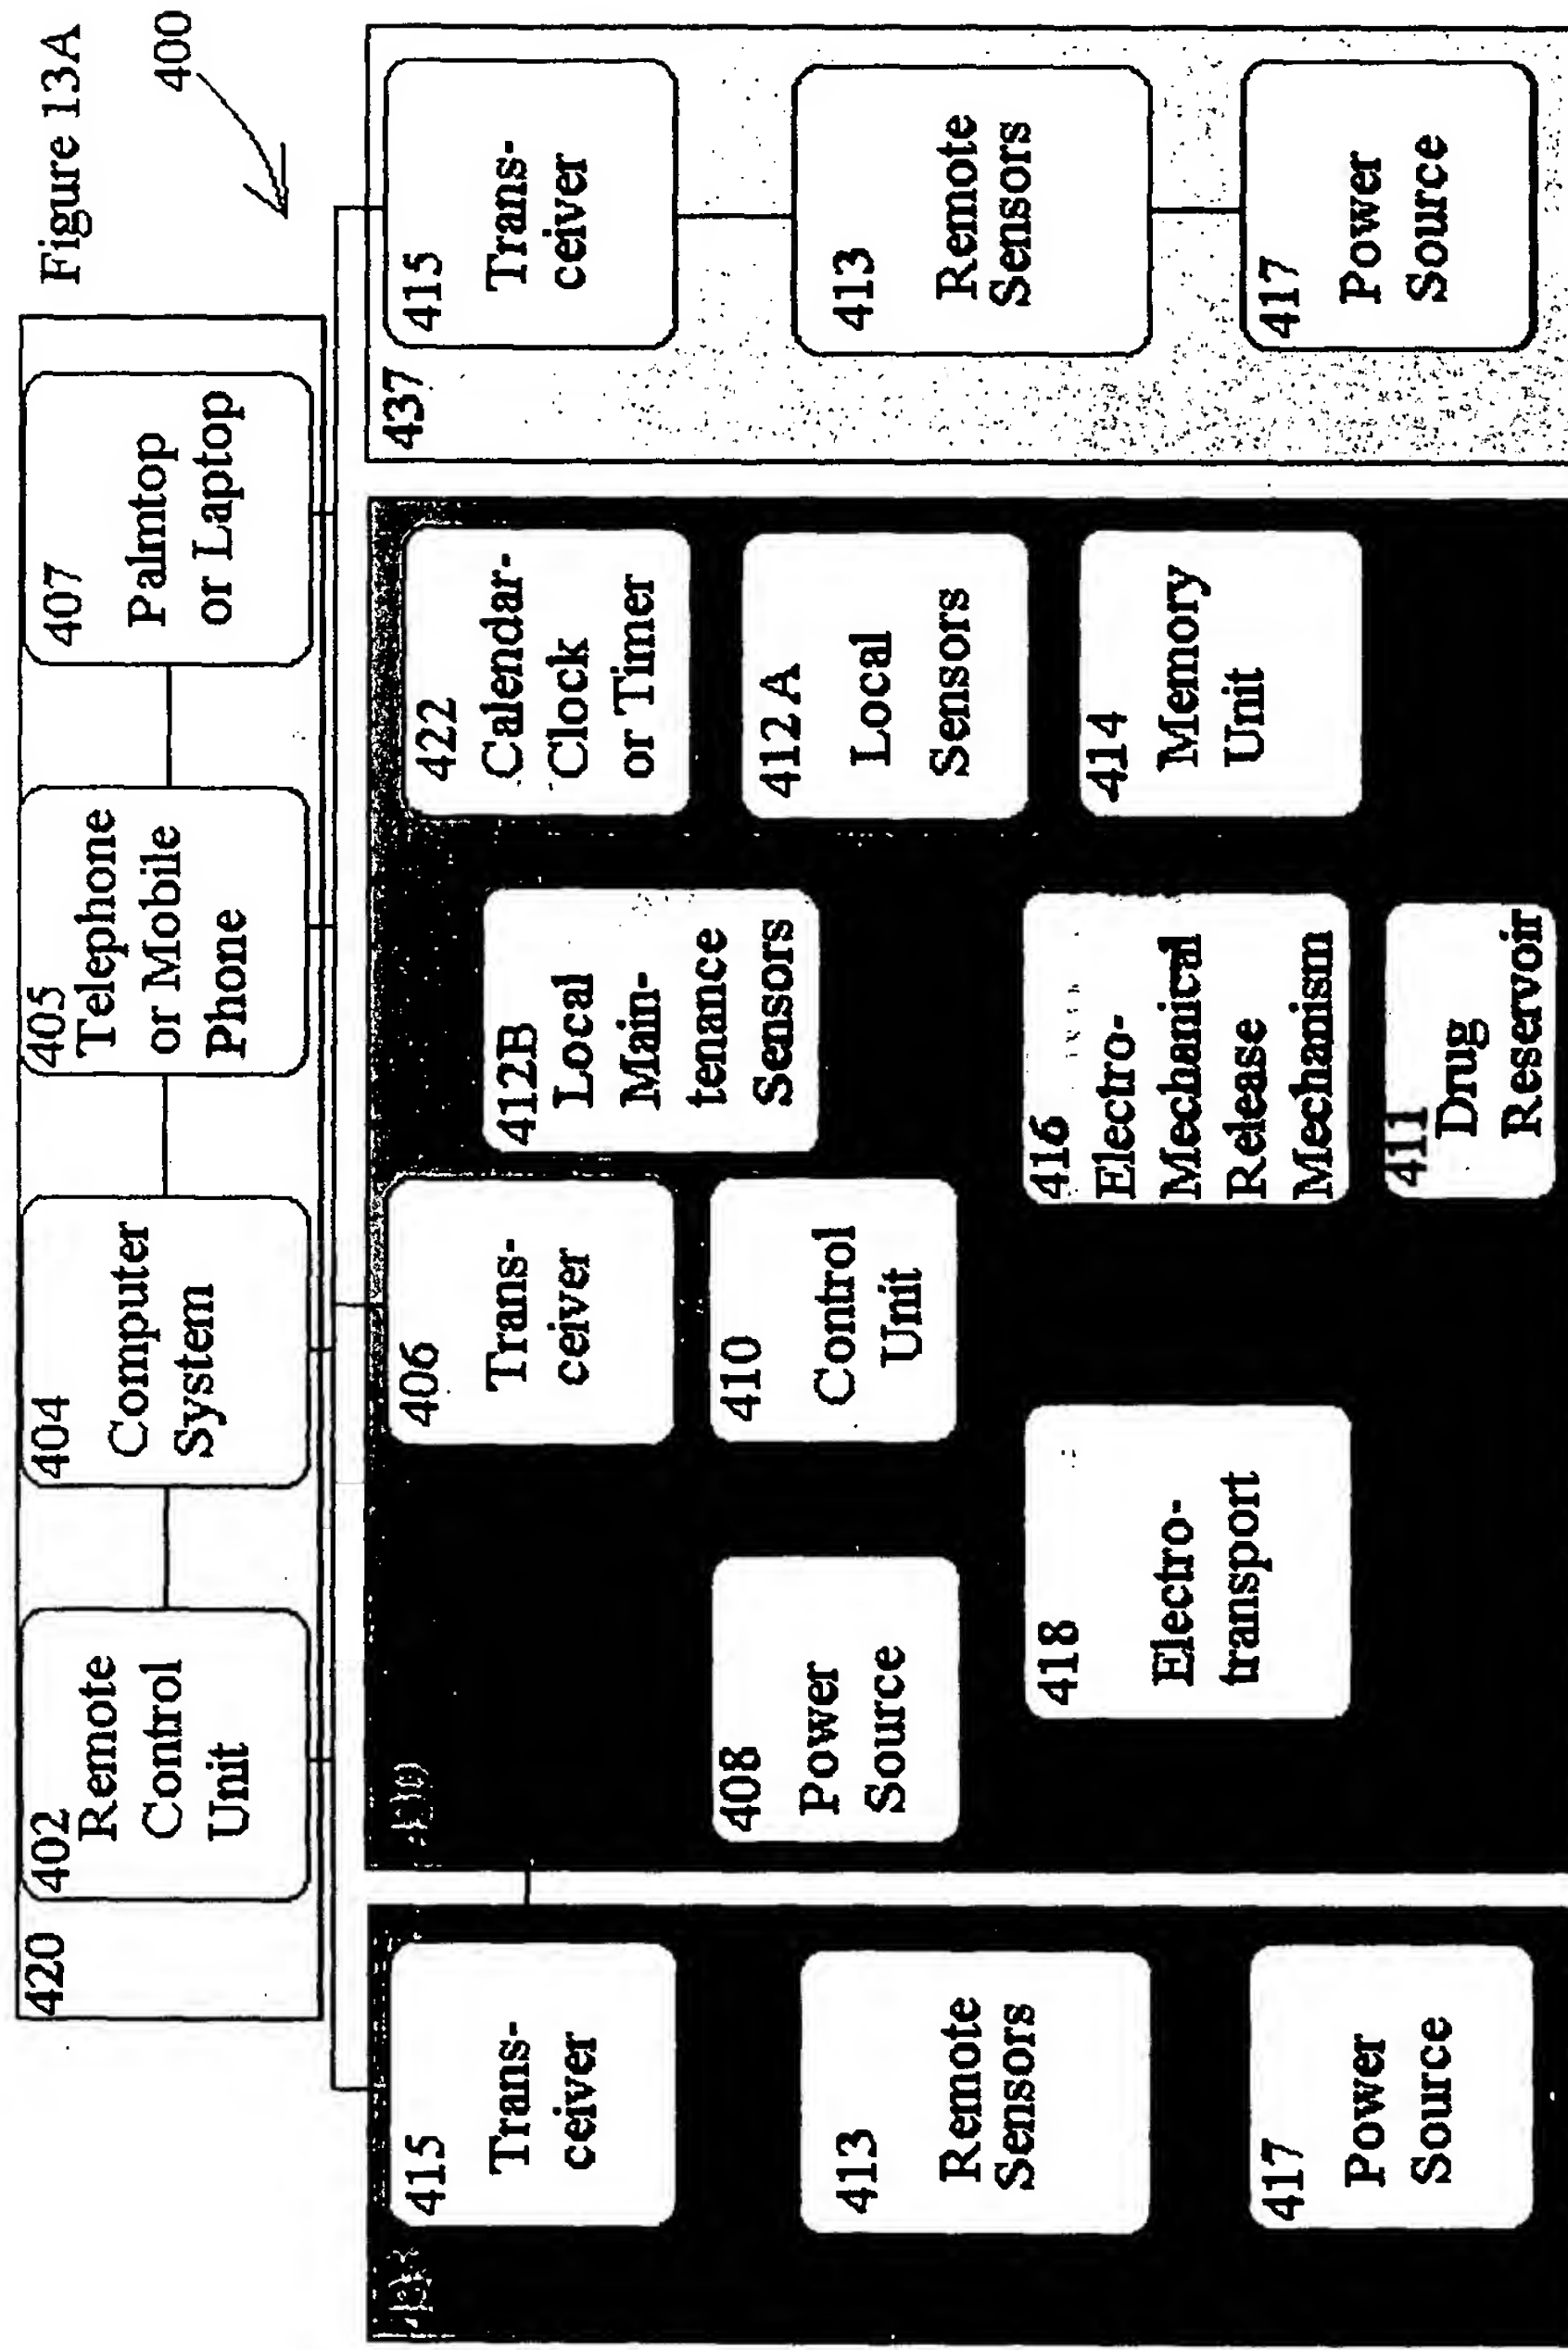 Figure 13A
400
420
402
Remote
Control
Unit
404
Computer
System
405
Telephone
or Mobile
Phone
407
Palmtop
or Laptop
415
Trans-
ceiver
413
Remote
Sensors
417
Power
Source
406
Trans-
ceiver
412B
Local
Main-
tenance
Sensors
422
Calendar-
Clock
or Timer
408
Power
Source
410
Control
Unit
412A
Local
Sensors
418
Electro-
transport
416
Electro-
Mechanical
Release
Mechanism
414
Memory
Unit
411
Drug
Reservoir
437
415
Trans-
ceiver
413
Remote
Sensors
417
Power
Source